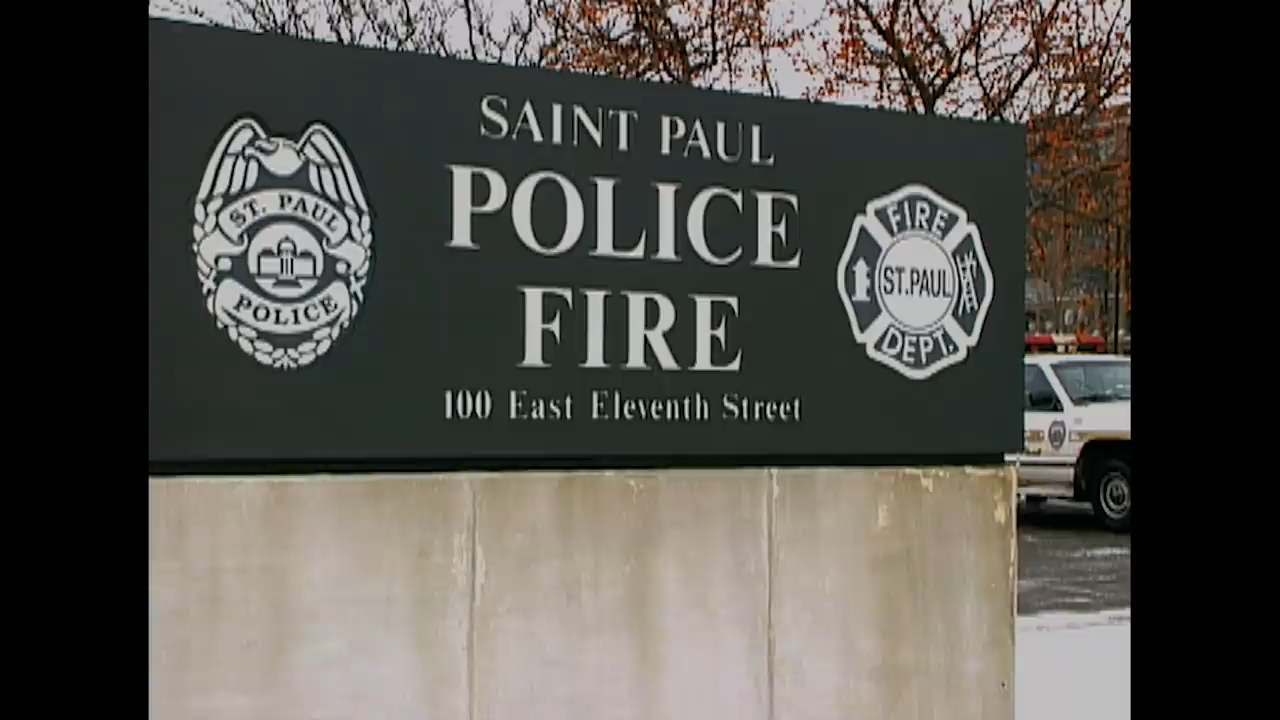 SAINT PAUL
POLICE
FIRE
100 East Eleventh Street
ST. PAUL
POLICE
FIRE
ST.PAUL
DEPT.